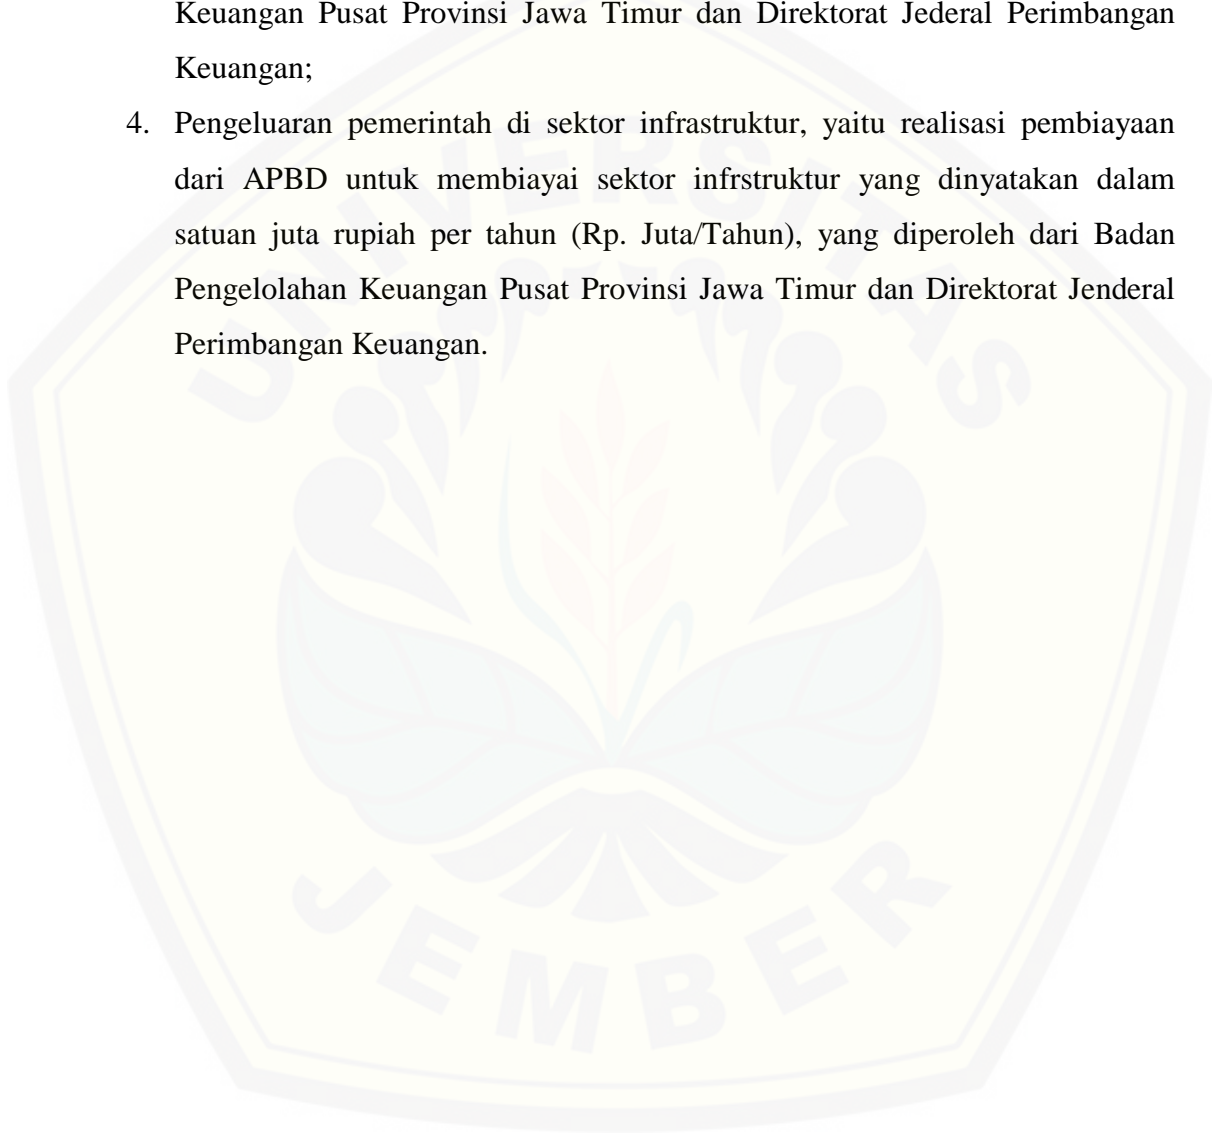 Keuangan Pusat Provinsi Jawa Timur dan Direktorat Jederal Perimbangan
Keuangan;
4. Pengeluaran pemerintah di sektor infrastruktur, yaitu realisasi pembiayaan
dari APBD untuk membiayai sektor infrstruktur yang dinyatakan dalam
satuan juta rupiah per tahun (Rp. Juta/Tahun), yang diperoleh dari Badan
Pengelolahan Keuangan Pusat Provinsi Jawa Timur dan Direktorat Jenderal
Perimbangan Keuangan.
UNIVERSITAS
JEMBER